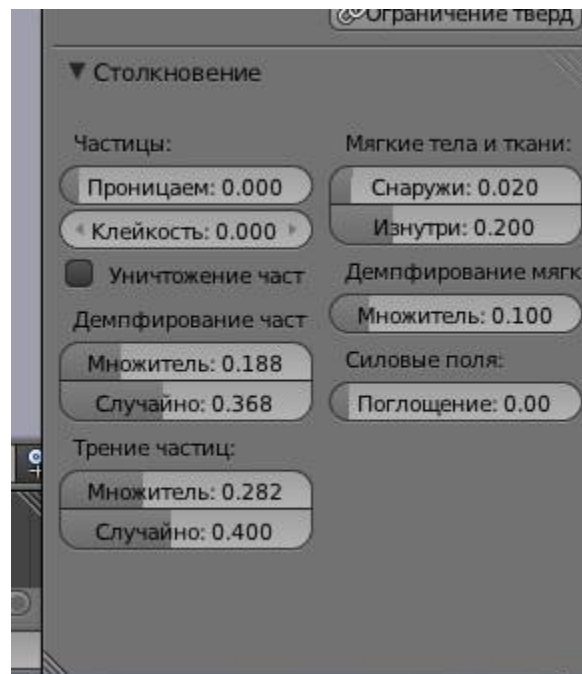 Ограничение тверд
Столкновение
Частицы:
Проницаем: 0.000
Клейкость: 0.000
Уничтожение част
Демпфирование част
Множитель: 0.188
Случайно: 0.368
Трение частиц:
Множитель: 0.282
Случайно: 0.400
Мягкие тела и ткани:
Снаружи: 0.020
Изнутри: 0.200
Демпфирование мягк
Множитель: 0.100
Силовые поля:
Поглощение: 0.00